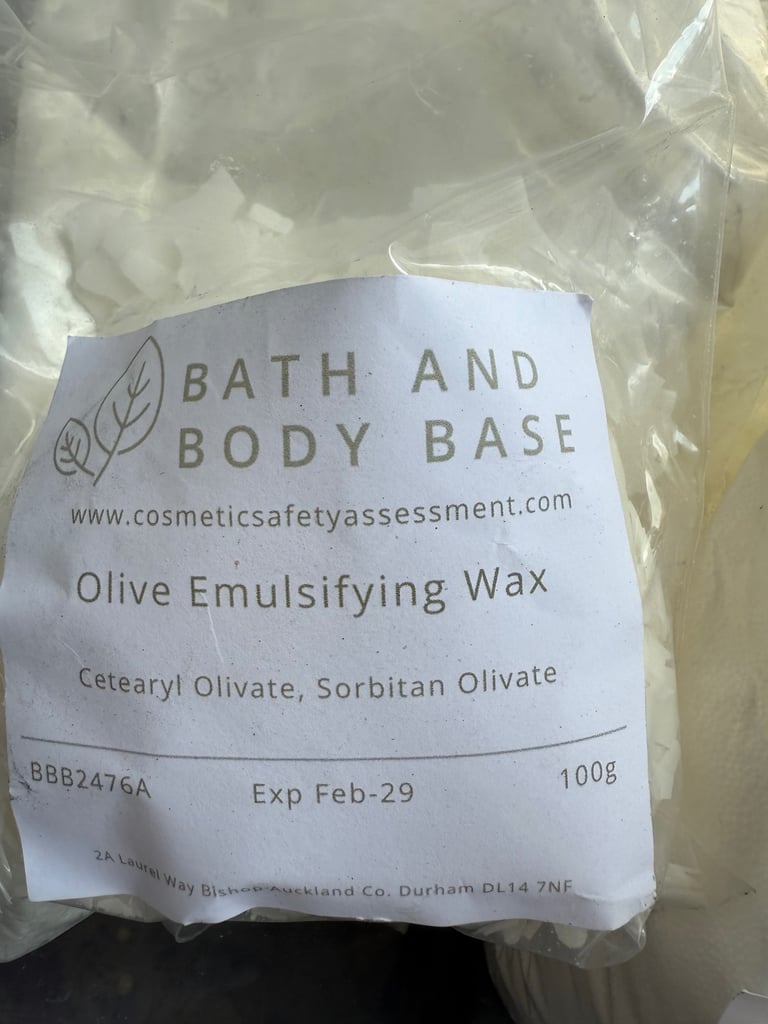 BATH AND
BODY BASE
www.cosmeticsafetyassessment.com
Olive Emulsifying Wax
Cetearyl Olivate, Sorbitan Olivate
BBB2476A Exp Feb-29 100g
2A Laurel Way Bishop Auckland Co. Durham DL14 7NF